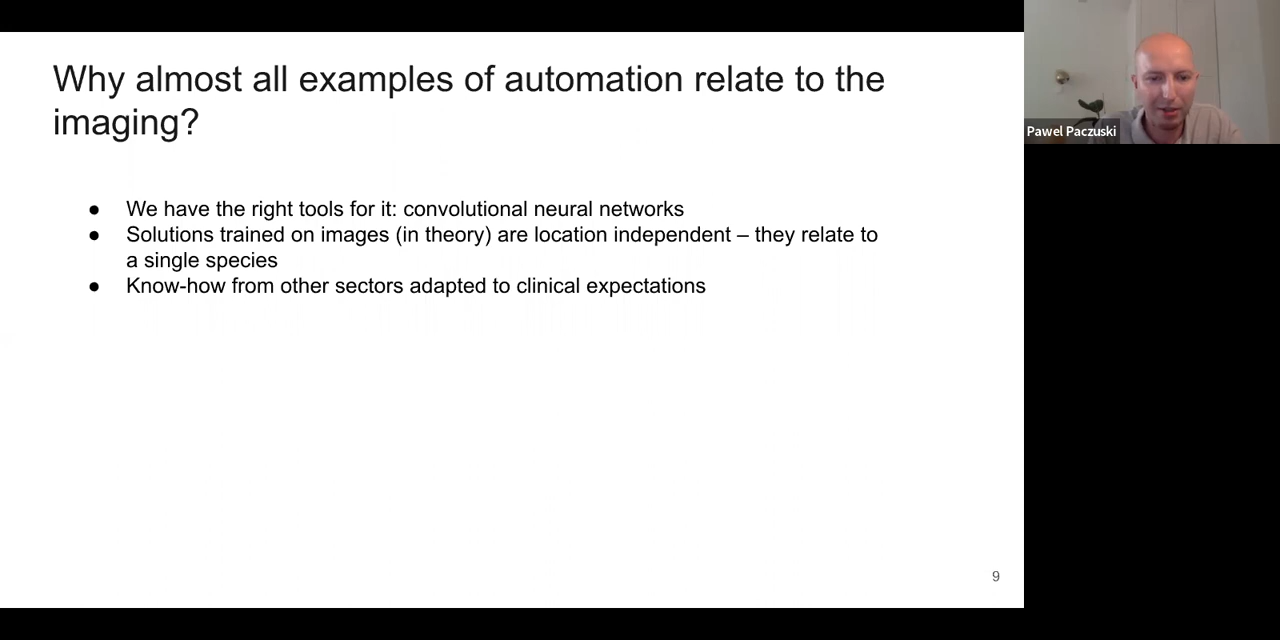 Why almost all examples of automation relate to the
imaging?
● We have the right tools for it: convolutional neural networks
● Solutions trained on images (in theory) are location independent – they relate to
a single species
● Know-how from other sectors adapted to clinical expectations
9
Pawel Paczuski